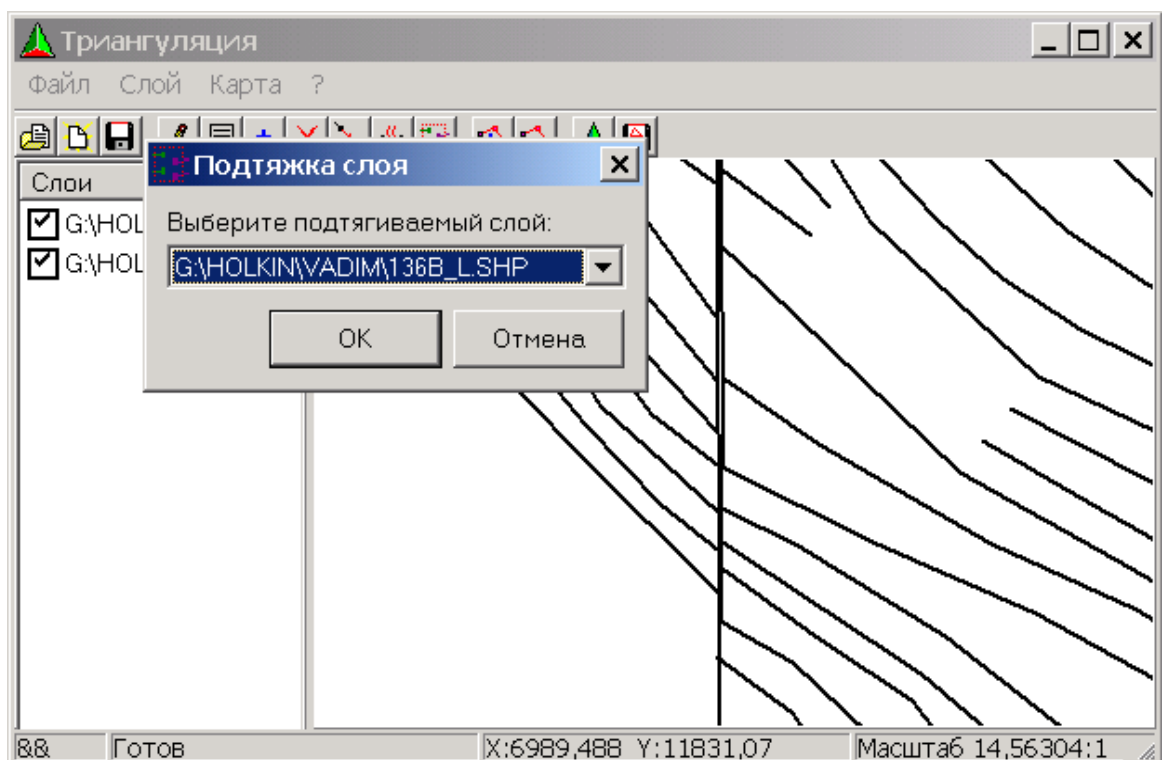 Триангуляция
Файл Слой Карта ?
Подтяжка слоя
Слои
Выберите подтягиваемый слой:
G:\HOL
G:\HOL
G:\HOLKIN\VADIM\136B_L.SHP
OK Отмена
&& Готов X:6989,488 Y:11831,07 Масштаб 14,56304:1